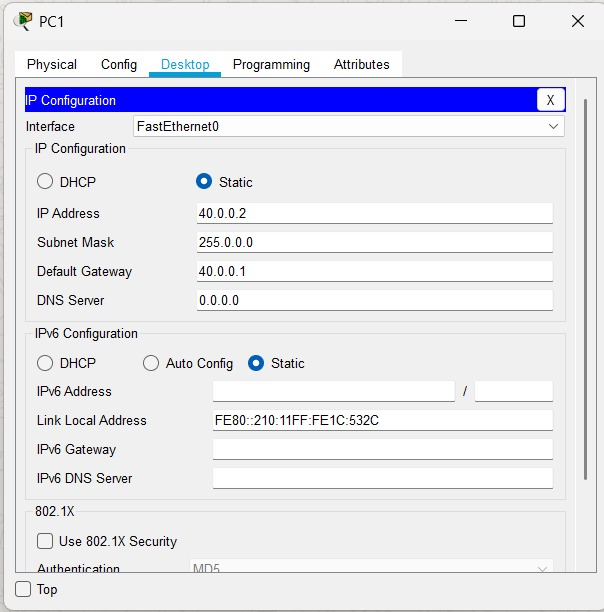 PC1
Physical Config Desktop Programming Attributes
IP Configuration X
Interface FastEthernet0
IP Configuration
DHCP Static
IP Address 40.0.0.2
Subnet Mask 255.0.0.0
Default Gateway 40.0.0.1
DNS Server 0.0.0.0
IPv6 Configuration
DHCP Auto Config Static
IPv6 Address /
Link Local Address FE80::210:11FF:FE1C:532C
IPv6 Gateway
IPv6 DNS Server
802.1X
Use 802.1X Security
Authentication MD5
Top